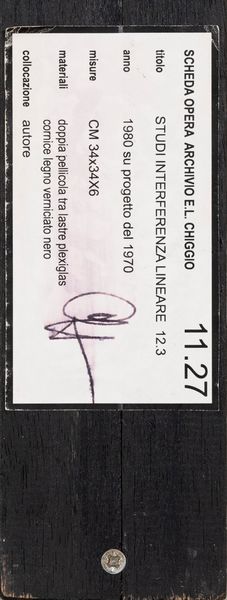 SCHEDA OPERA ARCHIVIO E.L. CHIGGIO
11.27
titolo STUDI INTERFERENZA LINEARE 12.3
anno 1980 su progetto del 1970
misure CM 34x34X6
materiali doppia pellicola tra lastre plexiglas
cornice legno verniciato nero
collocazione autore